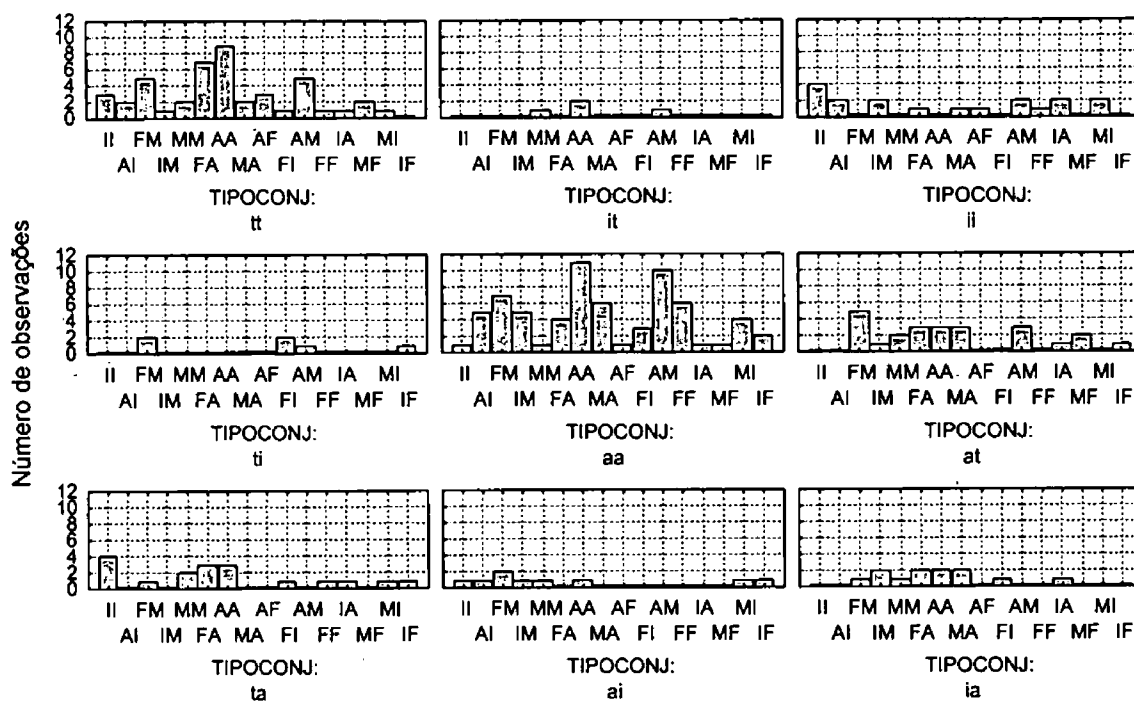 Número de observações
12
10
8
6
4
2
0
II FM MM AA AF AM IA MI
AI IM FA MA FI FF MF IF
TIPOCONJ:
tt
II FM MM AA AF AM IA MI
AI IM FA MA FI FF MF IF
TIPOCONJ:
it
II FM MM AA AF AM IA MI
AI IM FA MA FI FF MF IF
TIPOCONJ:
ii
12
10
8
6
4
2
0
II FM MM AA AF AM IA MI
AI IM FA MA FI FF MF IF
TIPOCONJ:
ti
II FM MM AA AF AM IA MI
AI IM FA MA FI FF MF IF
TIPOCONJ:
aa
II FM MM AA AF AM IA MI
AI IM FA MA FI FF MF IF
TIPOCONJ:
at
12
10
8
6
4
2
0
II FM MM AA AF AM IA MI
AI IM FA MA FI FF MF IF
TIPOCONJ:
ta
II FM MM AA AF AM IA MI
AI IM FA MA FI FF MF IF
TIPOCONJ:
ai
II FM MM AA AF AM IA MI
AI IM FA MA FI FF MF IF
TIPOCONJ:
ia